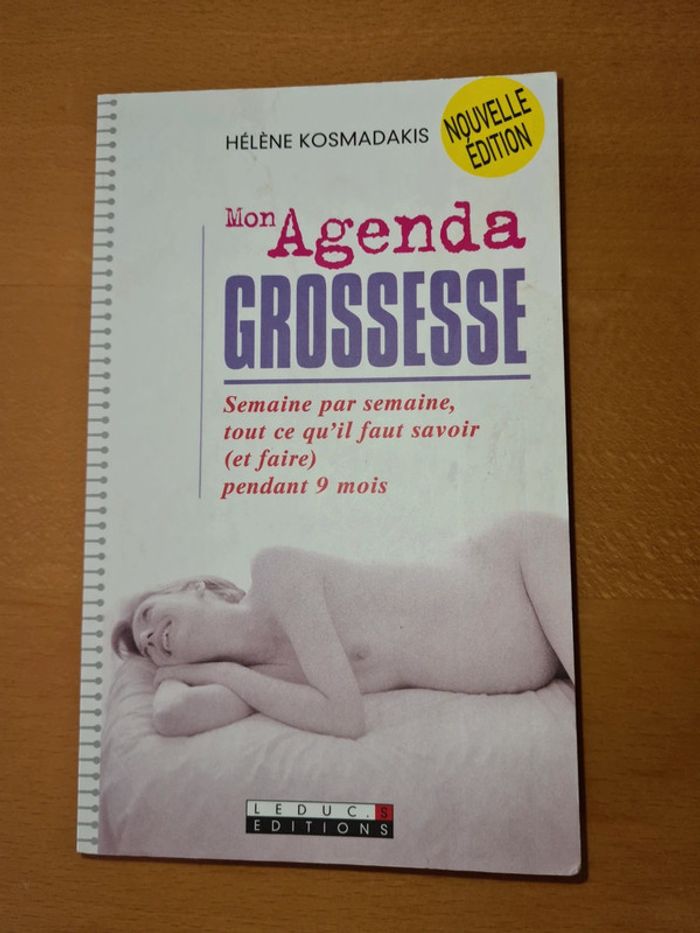 HÉLÈNE KOSMADAKIS
NOUVELLE
ÉDITION
Mon Agenda
GROSSESSE
Semaine par semaine,
tout ce qu'il faut savoir
(et faire)
pendant 9 mois
LEDUC.S
EDITIONS